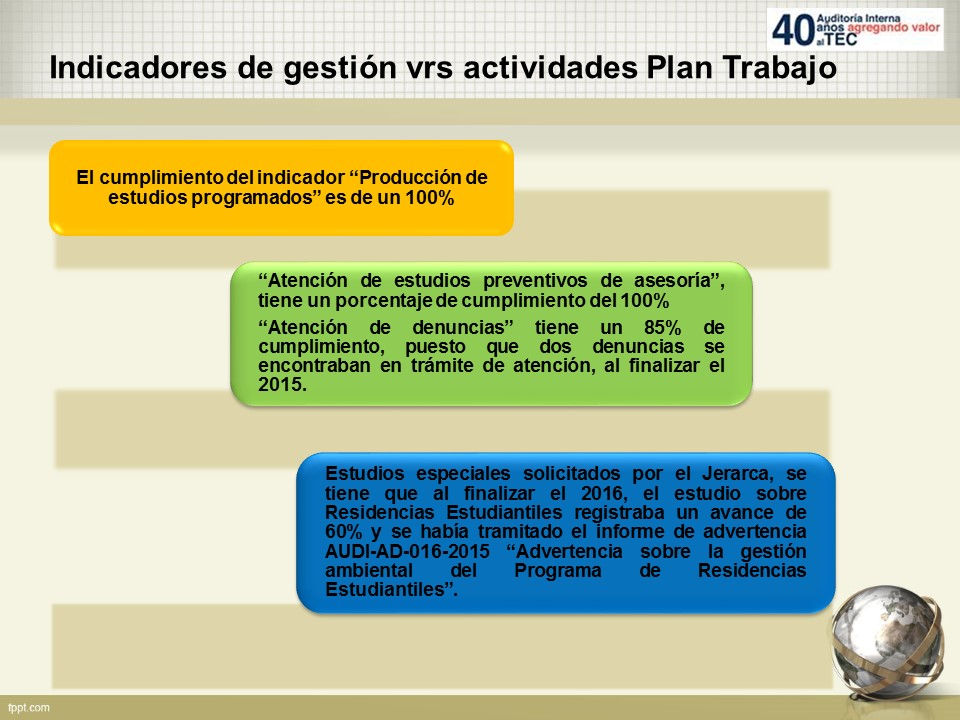 40 Auditoría Interna
años agregando valor
al TEC
Indicadores de gestión vrs actividades Plan Trabajo
El cumplimiento del indicador “Producción de
estudios programados” es de un 100%
“Atención de estudios preventivos de asesoría”,
tiene un porcentaje de cumplimiento del 100%
“Atención de denuncias” tiene un 85% de
cumplimiento, puesto que dos denuncias se
encontraban en trámite de atención, al finalizar el
2015.
Estudios especiales solicitados por el Jerarca, se
tiene que al finalizar el 2016, el estudio sobre
Residencias Estudiantiles registraba un avance de
60% y se había tramitado el informe de advertencia
AUDI-AD-016-2015 “Advertencia sobre la gestión
ambiental del Programa de Residencias
Estudiantiles”.
fppt.com